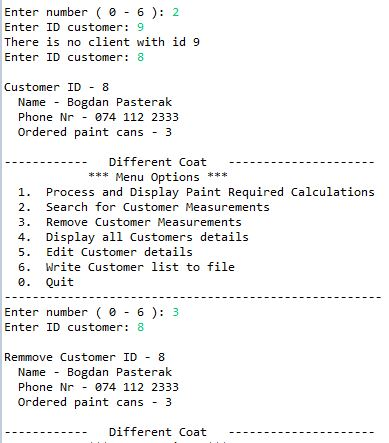 Enter number ( 0 - 6 ): 2
Enter ID customer: 9
There is no client with id 9
Enter ID customer: 8
Customer ID - 8
Name - Bogdan Pasterak
Phone Nr - 074 112 2333
Ordered paint cans - 3
------------   Different Coat   ---------------------
*** Menu Options ***
1.  Process and Display Paint Required Calculations
2.  Search for Customer Measurements
3.  Remove Customer Measurements
4.  Display all Customers details
5.  Edit Customer details
6.  Write Customer list to file
0.  Quit
------------------------------------------------------
Enter number ( 0 - 6 ): 3
Enter ID customer: 8
Remmove Customer ID - 8
Name - Bogdan Pasterak
Phone Nr - 074 112 2333
Ordered paint cans - 3
------------   Different Coat   ---------------------